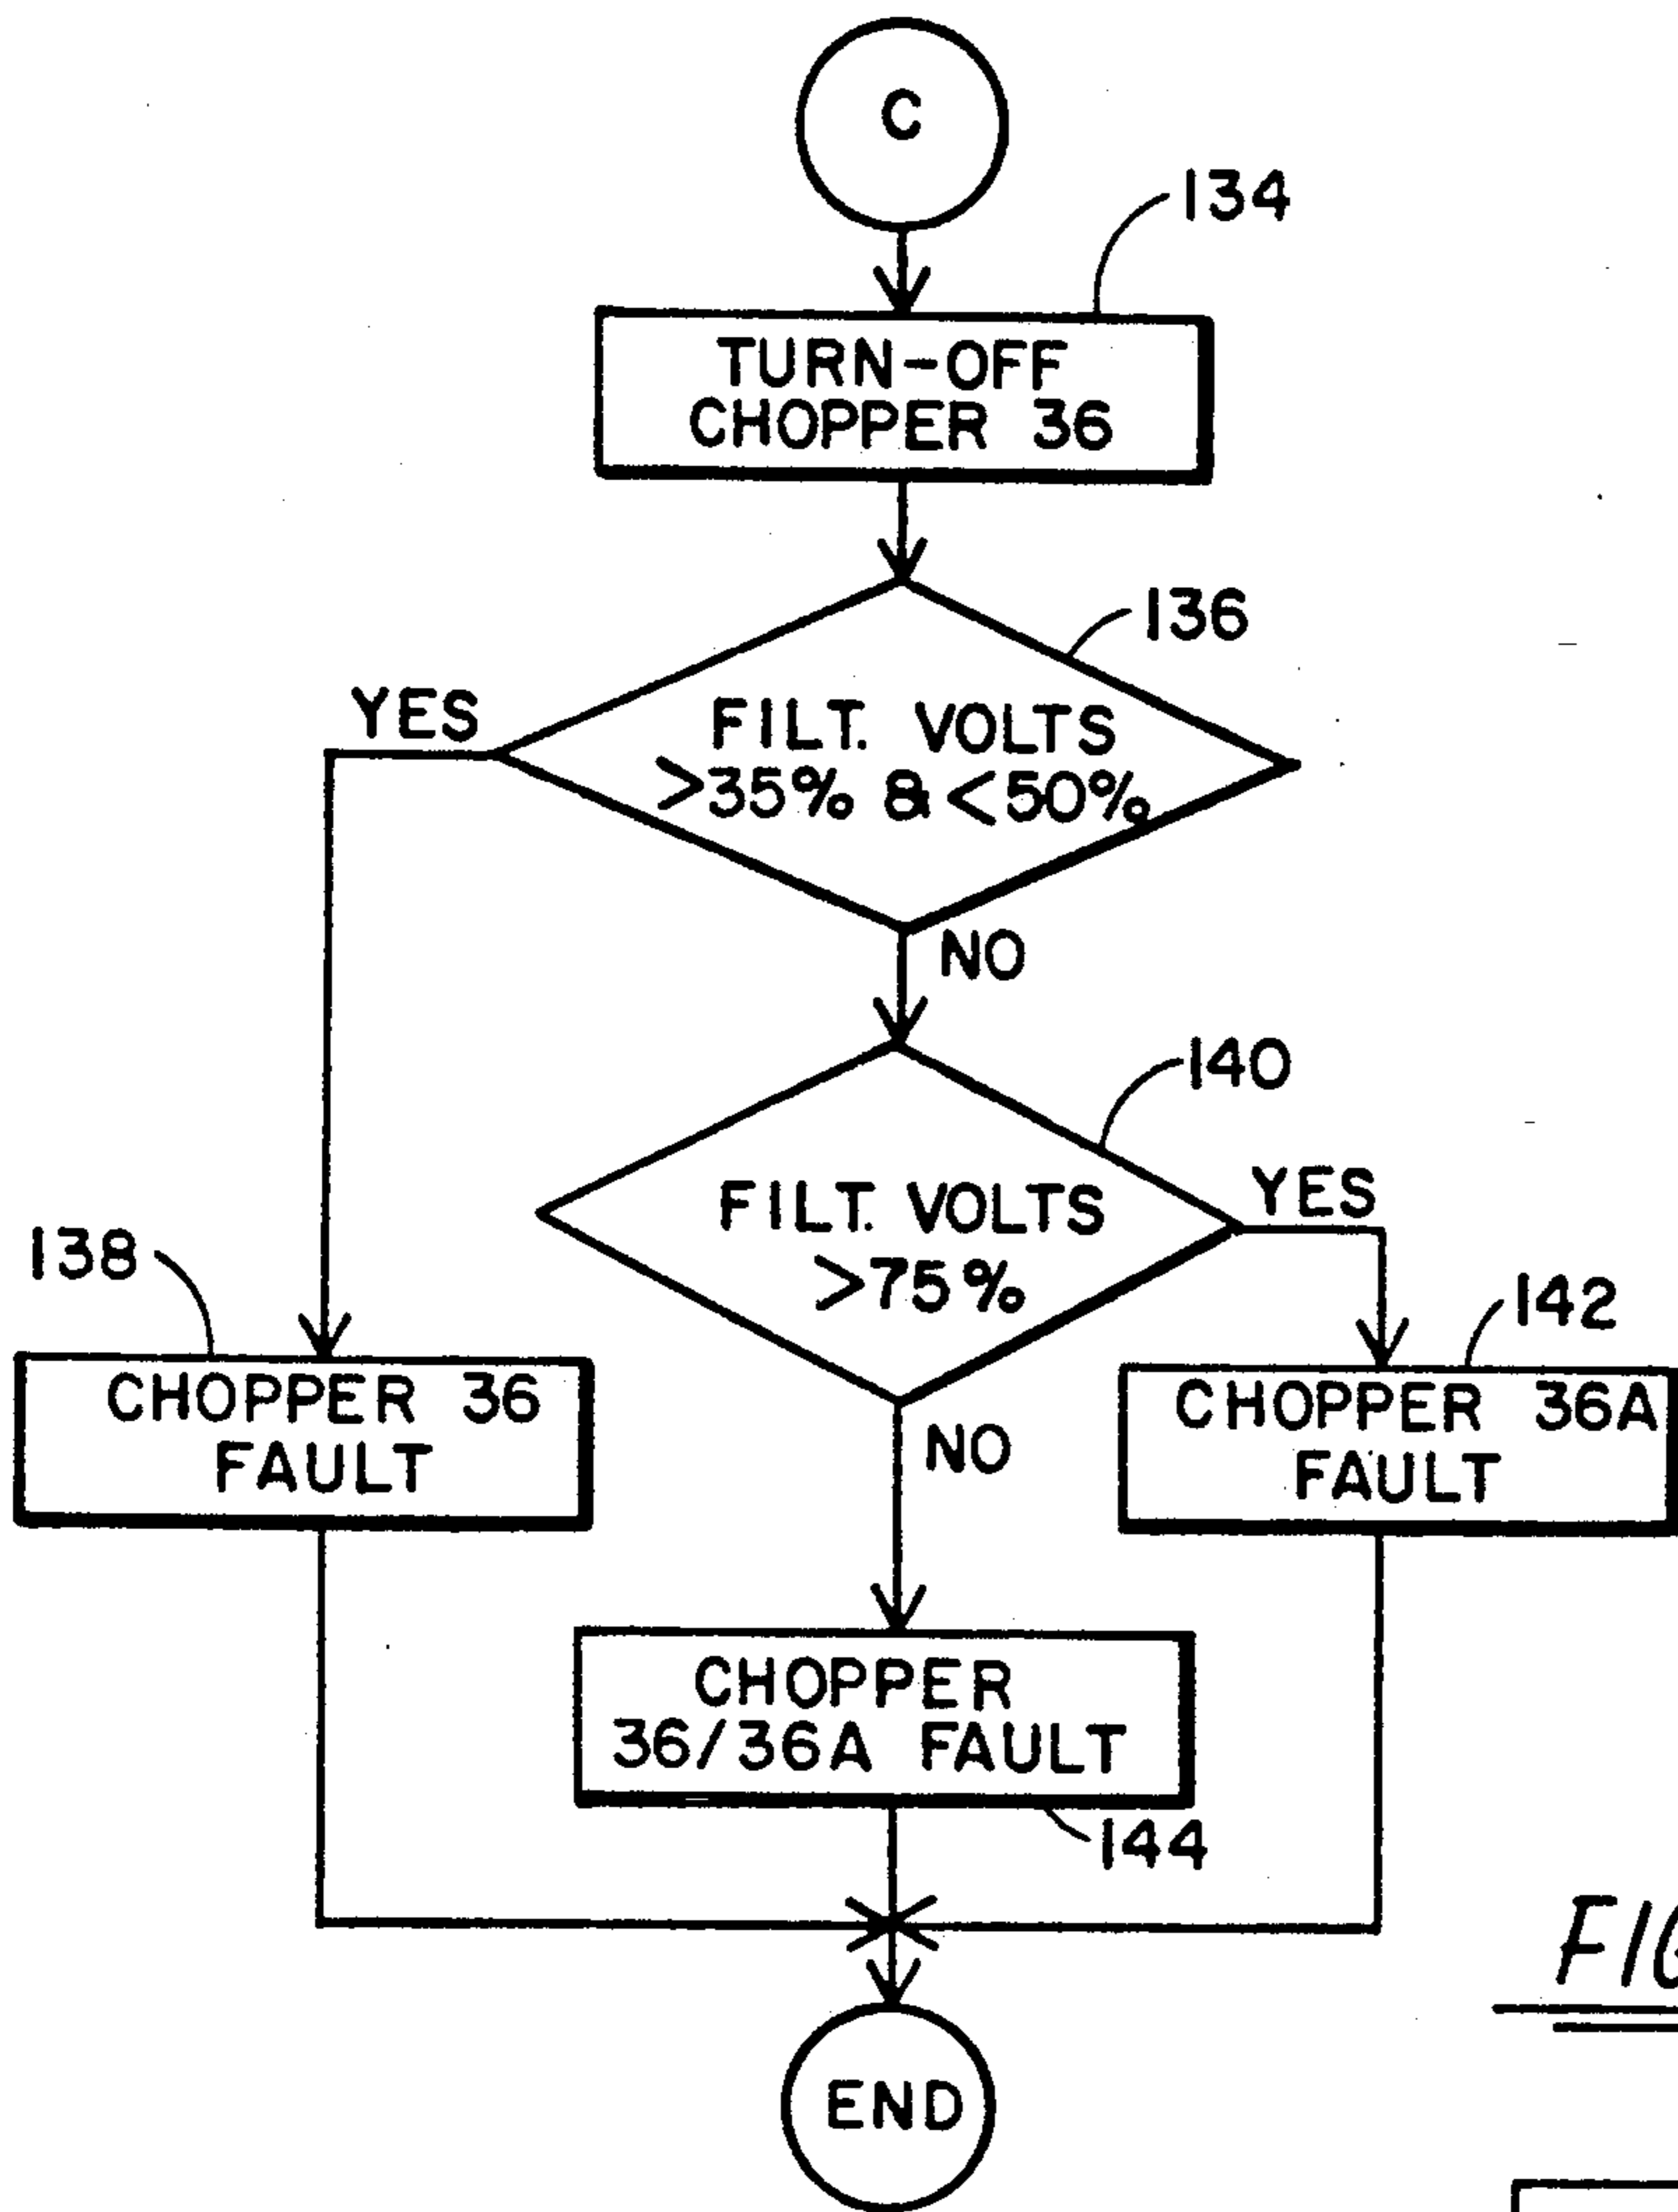 C
134
TURN-OFF
CHOPPER 36
136
YES
FILT. VOLTS
>35% & <50%
NO
140
FILT. VOLTS
>75%
YES
138
142
CHOPPER 36
FAULT
CHOPPER 36A
FAULT
NO
CHOPPER
36/36A FAULT
144
END